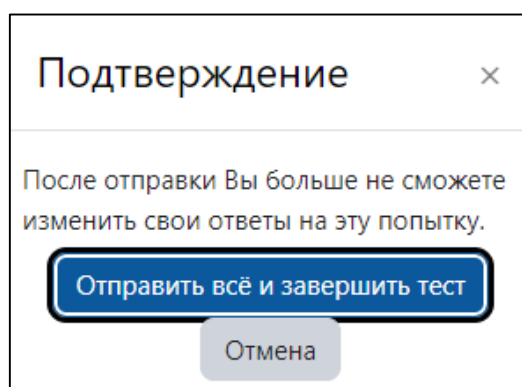 Подтверждение
После отправки Вы больше не сможете
изменить свои ответы на эту попытку.
Отправить всё и завершить тест
Отмена